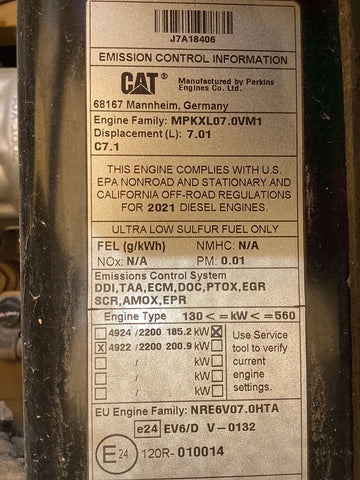 J7A18406
EMISSION CONTROL INFORMATION
CAT Manufactured by Perkins
Engines Co. Ltd.
68167 Mannheim, Germany
Engine Family: MPKXL07.0VM1
Displacement (L): 7.01
C7.1
THIS ENGINE COMPLIES WITH U.S.
EPA NONROAD AND STATIONARY AND
CALIFORNIA OFF-ROAD REGULATIONS
FOR 2021 DIESEL ENGINES.
ULTRA LOW SULFUR FUEL ONLY
FEL (g/kWh) NMHC: N/A
NOx: N/A PM: 0.01
Emissions Control System
DDI,TAA,ECM,DOC,PTOX,EGR
SCR,AMOX,EPR
Engine Type 130 <=kW<=560
4924/2200 185.2 kW X Use Service
X 4922/2200 200.9 kW tool to verify
/ kW current
/ kW engine
/ kW settings.
EU Engine Family: NRE6V07.0HTA
e24 EV6/D V-0132
E24 120R-010014